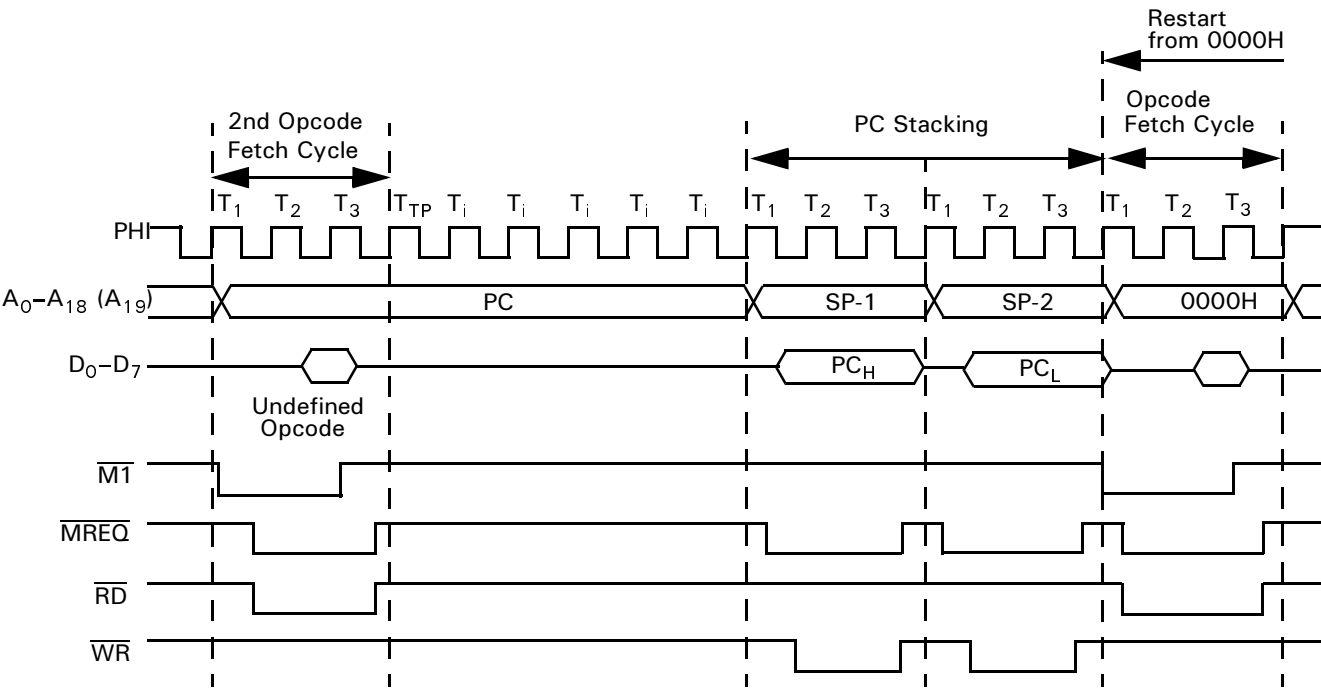 Restart
from 0000H
2nd Opcode
Fetch Cycle
PC Stacking
Opcode
Fetch Cycle
T1 T2 T3 TTP Ti Ti Ti Ti Ti T1 T2 T3 T1 T2 T3 T1 T2 T3
PHI
A0–A18 (A19) PC SP-1 SP-2 0000H
D0–D7 PCH PCL
Undefined
Opcode
M1
MREQ
RD
WR